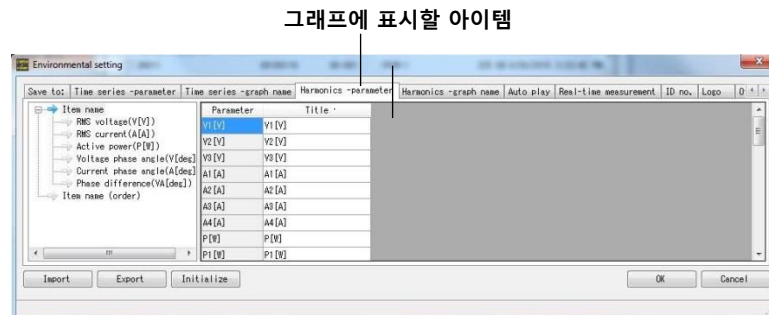 그래프에 표시할 아이템
Environmental setting
Save to: Time series -parameter Time series -graph name Harmonics -parameter Harmonics -graph name Auto play Real-time measurement ID no. Logo
Item name
RMS voltage(V[V])
RMS current(A[A])
Active power(P[W])
Voltage phase angle(V[deg]
Current phase angle(A[deg]
Phase difference(VA[deg])
Item name (order)
Parameter Title
V1[V] V1[V]
V2[V] V2[V]
V3[V] V3[V]
A1[A] A1[A]
A2[A] A2[A]
A3[A] A3[A]
A4[A] A4[A]
P[W] P[W]
P1[W] P1[W]
Import Export Initialize OK Cancel